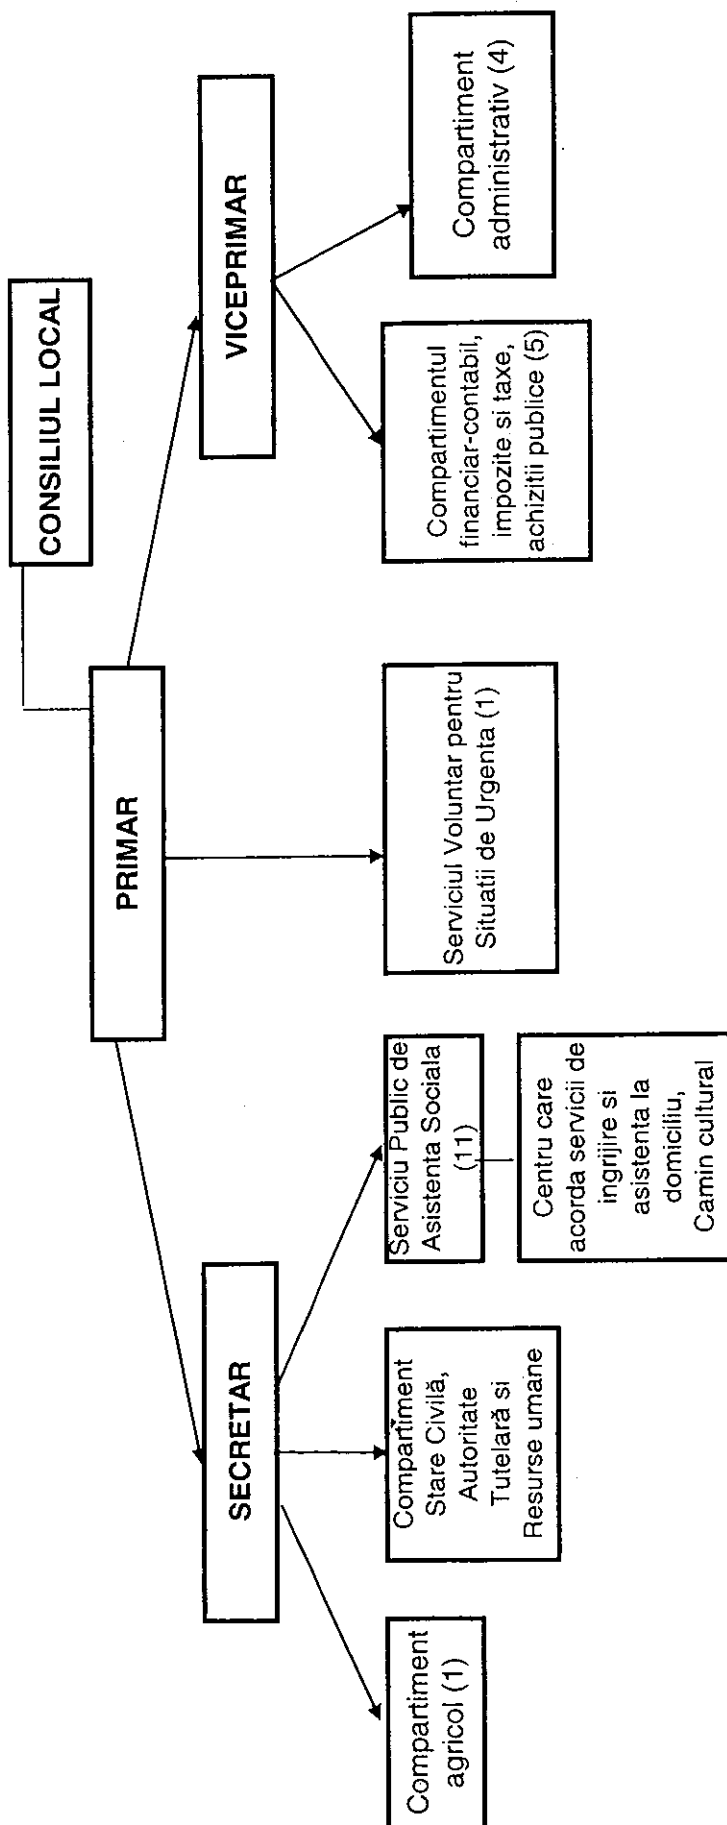 CONSILIUL LOCAL
PRIMAR
SECRETAR
VICEPRIMAR
Compartiment
agricol (1)
Compartiment
Stare Civilă,
Autoritate
Tutelară si
Resurse umane
Serviciu Public de
Asistenta Sociala
(11)
Centru care
acorda servicii de
ingrijire si
asistenta la
domiciliu,
Camin cultural
Serviciul Voluntar pentru
Situatii de Urgenta (1)
Compartimentul
financiar-contabil,
impozite si taxe,
achizitii publice (5)
Compartiment
administrativ (4)